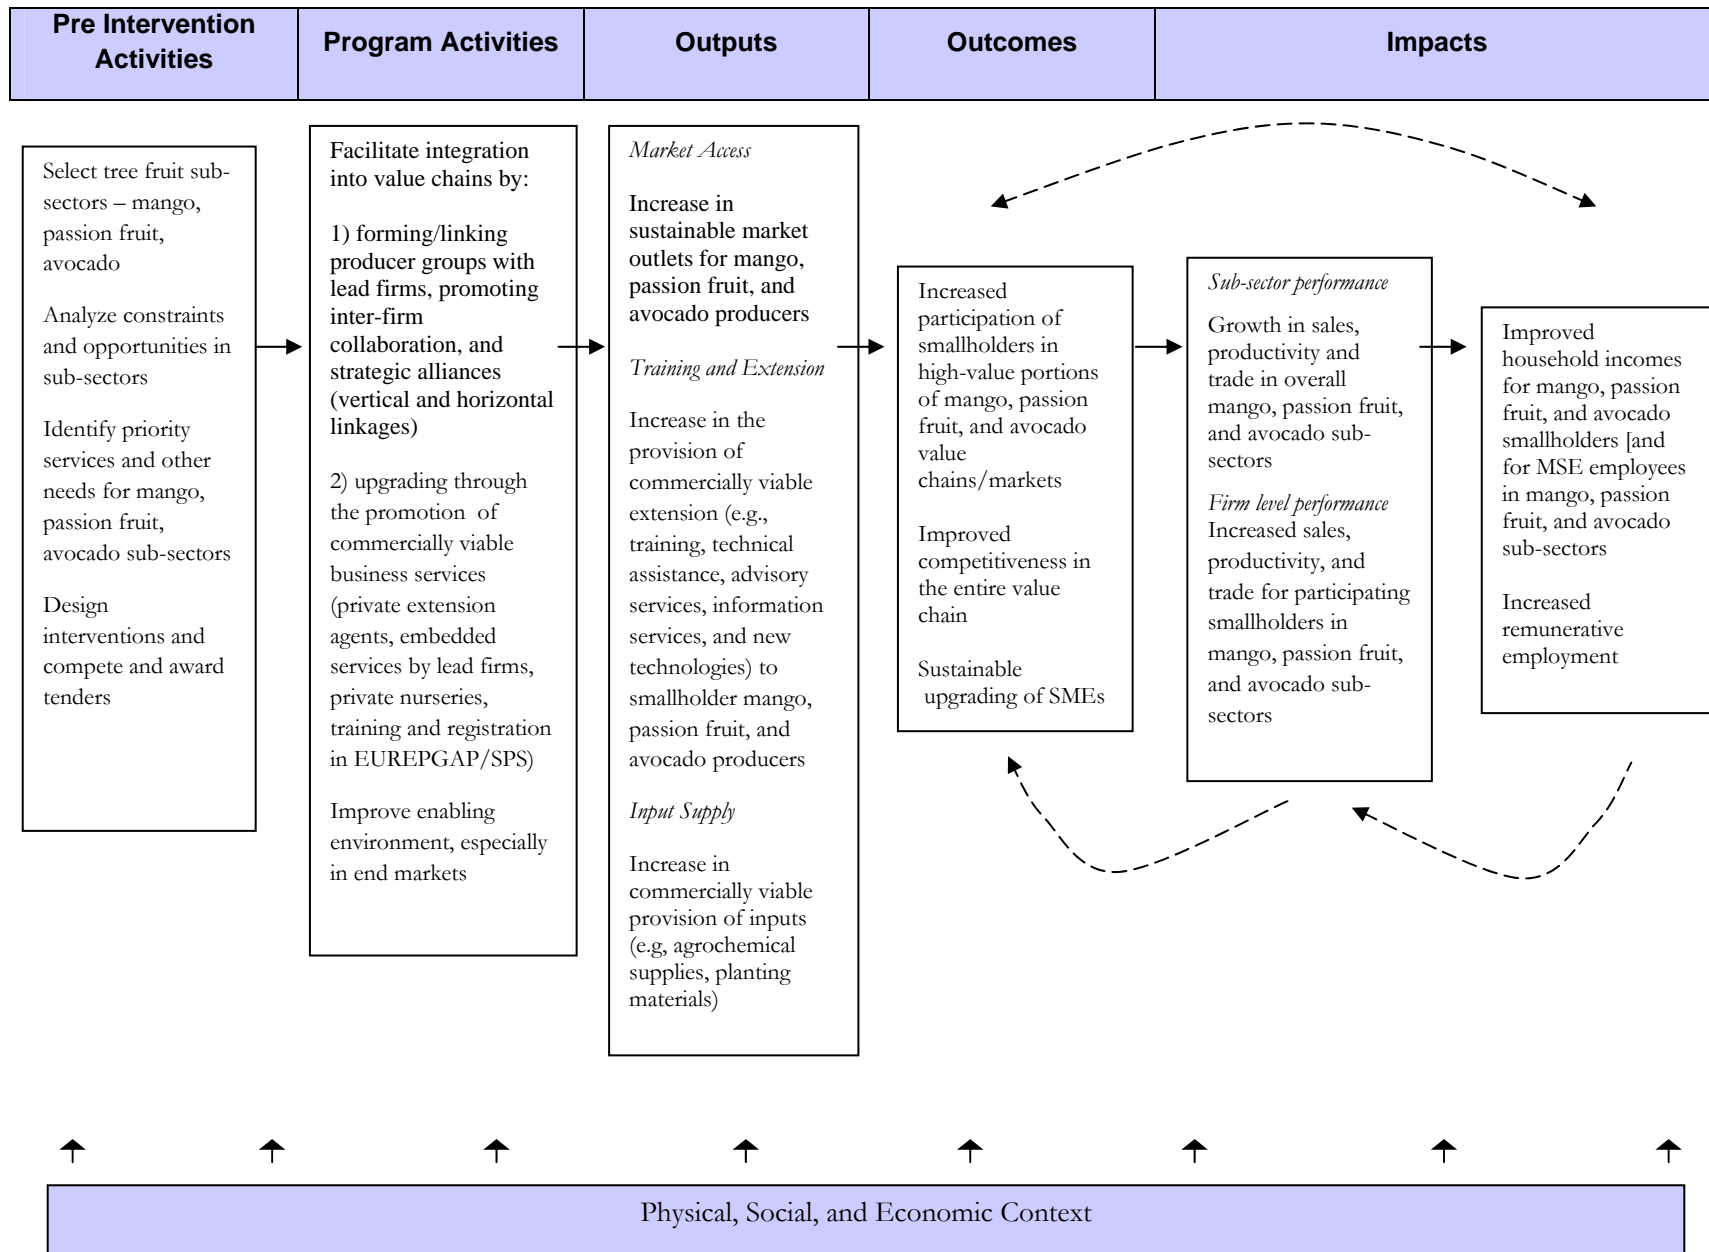 Pre Intervention
Activities
Program Activities
Outputs
Outcomes
Impacts
Select tree fruit sub-
sectors – mango,
passion fruit,
avocado
Analyze constraints
and opportunities in
sub-sectors
Identify priority
services and other
needs for mango,
passion fruit,
avocado sub-sectors
Design
interventions and
compete and award
tenders
Facilitate integration
into value chains by:
1) forming/linking
producer groups with
lead firms, promoting
inter-firm
collaboration, and
strategic alliances
(vertical and horizontal
linkages)
2) upgrading through
the promotion of
commercially viable
business services
(private extension
agents, embedded
services by lead firms,
private nurseries,
training and registration
in EUREPGAP/SPS)
Improve enabling
environment, especially
in end markets
Market Access
Increase in
sustainable market
outlets for mango,
passion fruit, and
avocado producers
Training and Extension
Increase in the
provision of
commercially viable
extension (e.g.,
training, technical
assistance, advisory
services, information
services, and new
technologies) to
smallholder mango,
passion fruit, and
avocado producers
Input Supply
Increase in
commercially viable
provision of inputs
(e.g, agrochemical
supplies, planting
materials)
Increased
participation of
smallholders in
high-value portions
of mango, passion
fruit, and avocado
value
chains/markets
Improved
competitiveness in
the entire value
chain
Sustainable
upgrading of SMEs
Sub-sector performance
Growth in sales,
productivity and
trade in overall
mango, passion fruit,
and avocado sub-
sectors
Firm level performance
Increased sales,
productivity, and
trade for participating
smallholders in
mango, passion fruit,
and avocado sub-
sectors
Improved
household incomes
for mango, passion
fruit, and avocado
smallholders [and
for MSE employees
in mango, passion
fruit, and avocado
sub-sectors
Increased
remunerative
employment
Physical, Social, and Economic Context